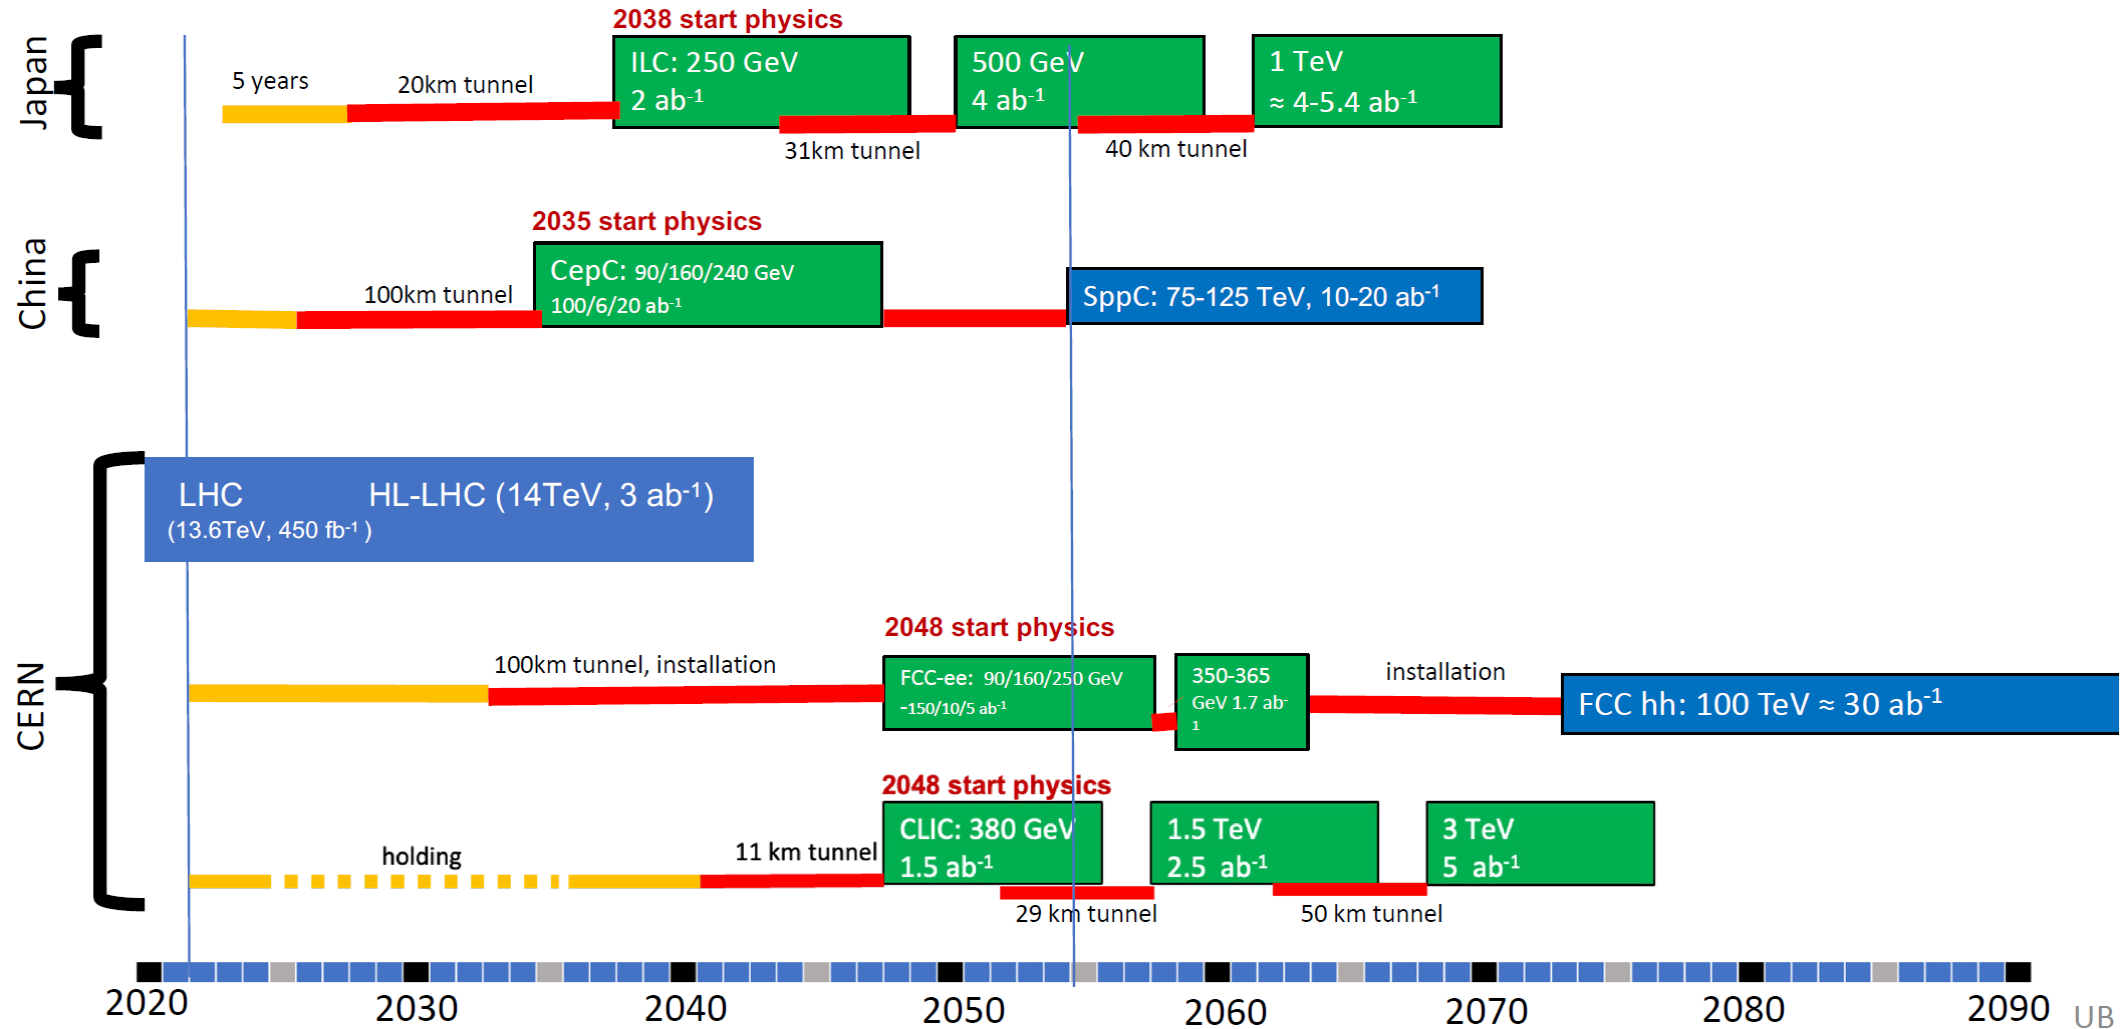 Japan
2038 start physics
5 years
20km tunnel
ILC: 250 GeV
2 ab-1
500 GeV
4 ab-1
1 TeV
≈ 4-5.4 ab-1
31km tunnel
40 km tunnel
China
2035 start physics
100km tunnel
CepC: 90/160/240 GeV
100/6/20 ab-1
SppC: 75-125 TeV, 10-20 ab-1
CERN
LHC HL-LHC (14TeV, 3 ab-1)
(13.6TeV, 450 fb-1 )
2048 start physics
100km tunnel, installation
FCC-ee: 90/160/250 GeV
-150/10/5 ab-1
350-365
GeV 1.7 ab-
1
installation
FCC hh: 100 TeV ≈ 30 ab-1
2048 start physics
holding
11 km tunnel
CLIC: 380 GeV
1.5 ab-1
1.5 TeV
2.5 ab-1
3 TeV
5 ab-1
29 km tunnel
50 km tunnel
2020
2030
2040
2050
2060
2070
2080
2090
UB